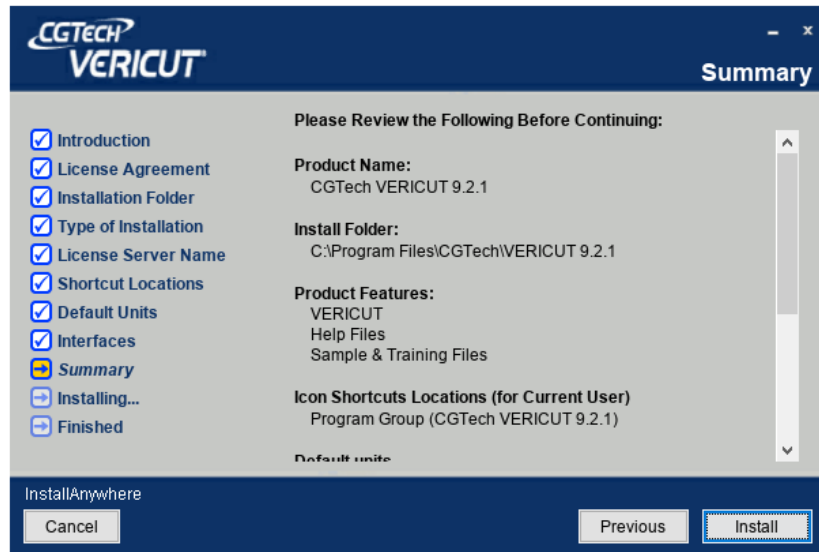 CGTECH
VERICUT
Summary
Introduction
License Agreement
Installation Folder
Type of Installation
License Server Name
Shortcut Locations
Default Units
Interfaces
Summary
Installing...
Finished
Please Review the Following Before Continuing:
Product Name:
CGTech VERICUT 9.2.1
Install Folder:
C:\Program Files\CGTech\VERICUT 9.2.1
Product Features:
VERICUT
Help Files
Sample & Training Files
Icon Shortcuts Locations (for Current User)
Program Group (CGTech VERICUT 9.2.1)
Default units
InstallAnywhere
Cancel
Previous
Install